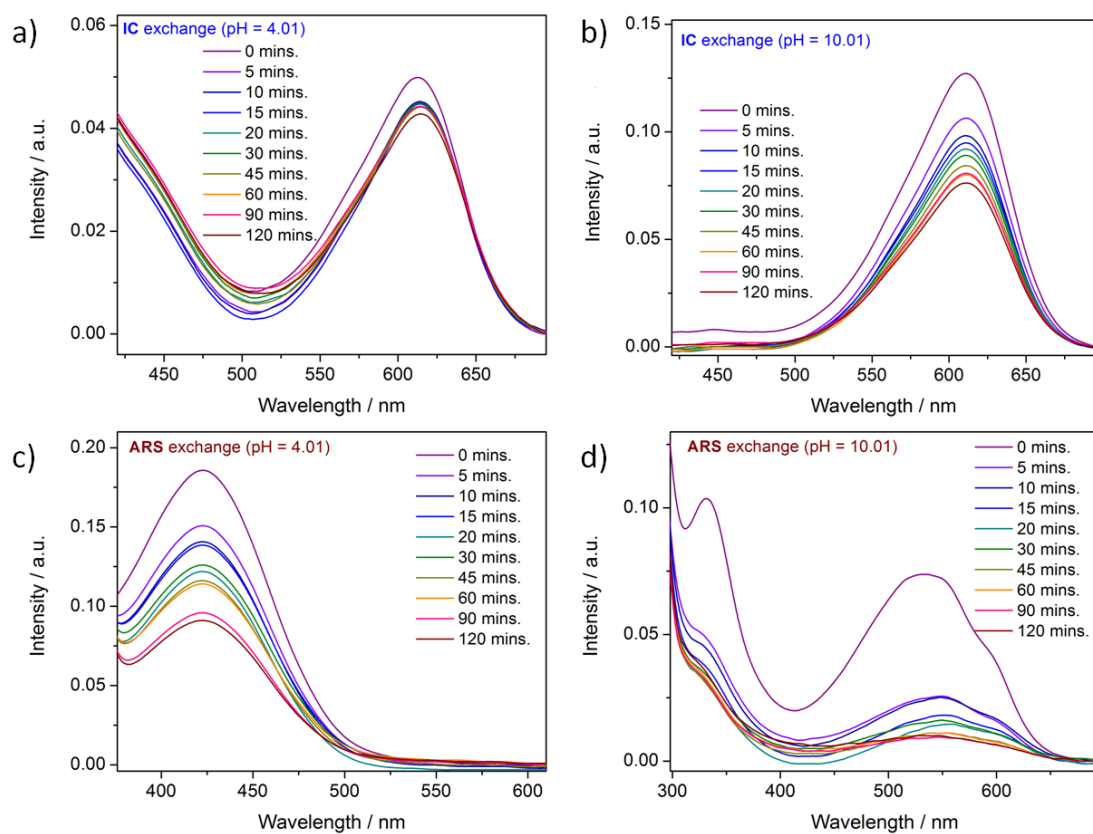 a)
IC exchange (pH = 4.01)
0 mins.
5 mins.
10 mins.
15 mins.
20 mins.
30 mins.
45 mins.
60 mins.
90 mins.
120 mins.
0.06
0.04
0.02
0.00
Intensity / a.u.
450 500 550 600 650
Wavelength / nm
b)
IC exchange (pH = 10.01)
0 mins.
5 mins.
10 mins.
15 mins.
20 mins.
30 mins.
45 mins.
60 mins.
90 mins.
120 mins.
0.15
0.10
0.05
0.00
Intensity / a.u.
450 500 550 600 650
Wavelength / nm
c)
ARS exchange (pH = 4.01)
0 mins.
5 mins.
10 mins.
15 mins.
20 mins.
30 mins.
45 mins.
60 mins.
90 mins.
120 mins.
0.20
0.15
0.10
0.05
0.00
Intensity / a.u.
400 450 500 550 600
Wavelength / nm
d)
ARS exchange (pH = 10.01)
0 mins.
5 mins.
10 mins.
15 mins.
20 mins.
30 mins.
45 mins.
60 mins.
90 mins.
120 mins.
0.10
0.05
0.00
Intensity / a.u.
300 400 500 600
Wavelength / nm